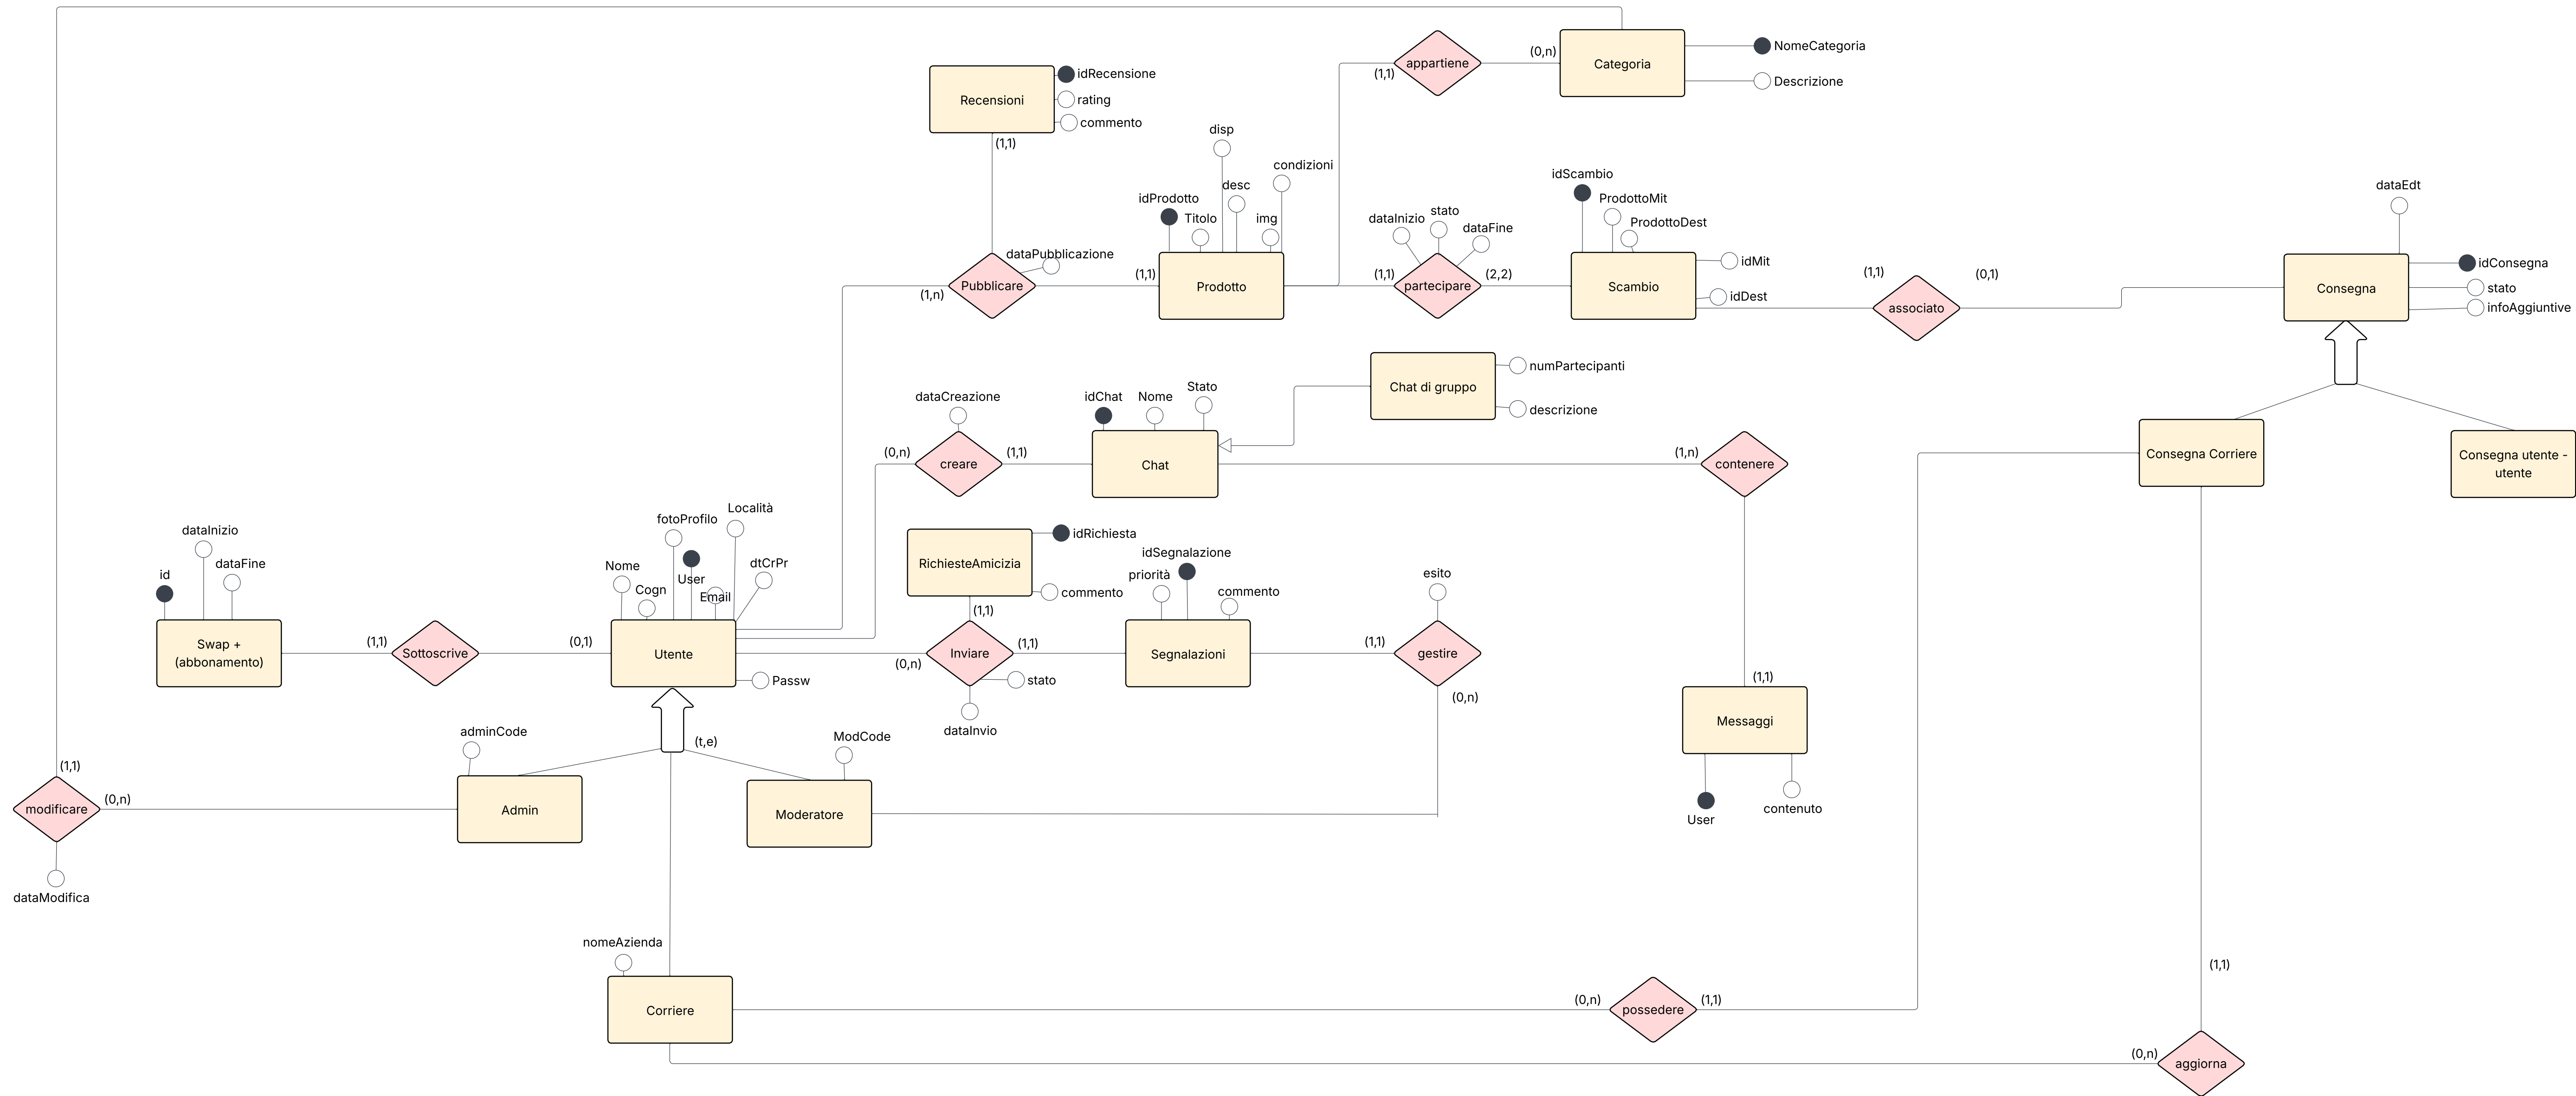 appartiene
(1,1)
(0,n)
Categoria
NomeCategoria
Descrizione
Recensioni
idRecensione
rating
commento
(1,1)
disp
condizioni
desc
idProdotto
Titolo
img
dataPubblicazione
Pubblicare
(1,n)
(1,1)
Prodotto
dataInizio
stato
dataFine
(1,1)
partecipare
(2,2)
idScambio
ProdottoMit
ProdottoDest
Scambio
idMit
idDest
(1,1)
associato
(0,1)
dataEdt
Consegna
idConsegna
stato
infoAggiuntive
Chat di gruppo
numPartecipanti
descrizione
dataCreazione
(0,n)
creare
(1,1)
idChat
Nome
Stato
Chat
(1,n)
contenere
Consegna Corriere
Consegna utente -
utente
id
dataInizio
dataFine
Swap +
(abbonamento)
(1,1)
Sottoscrive
(0,1)
Nome
Cogn
fotoProfilo
User
Email
Località
dtCrPr
Utente
Passw
RichiesteAmicizia
idRichiesta
commento
(1,1)
(0,n)
Inviare
(1,1)
stato
dataInvio
idSegnalazione
priorità
commento
Segnalazioni
esito
(1,1)
gestire
(0,n)
(1,1)
Messaggi
User
contenuto
(t,e)
adminCode
ModCode
Admin
Moderatore
(1,1)
modificare
(0,n)
dataModifica
nomeAzienda
Corriere
(0,n)
possedere
(1,1)
(1,1)
(0,n)
aggiorna